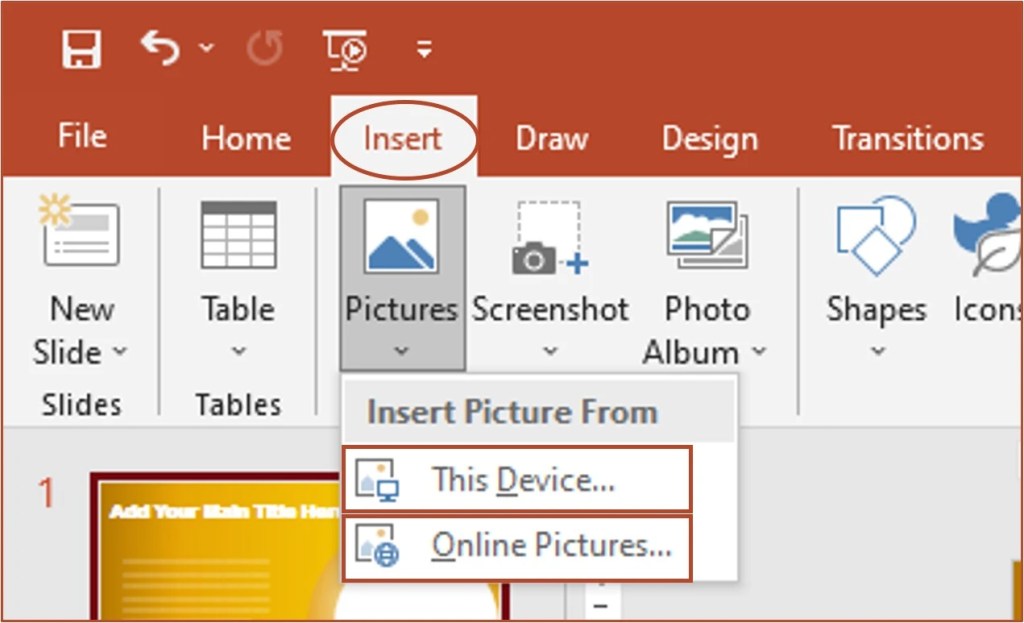 File Home Insert Draw Design Transitions
New Slide
Table
Pictures
Screenshot
Photo Album
Shapes
Icons
Slides
Tables
Insert Picture From
This Device...
Online Pictures...
1
Add Your Main Title Her